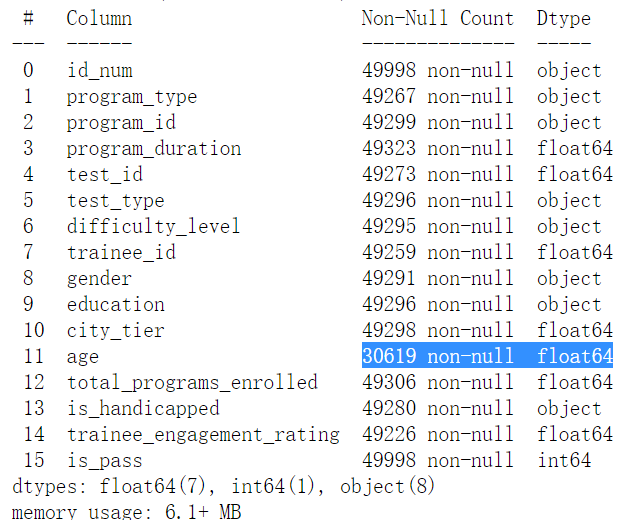 # Column Non-Null Count Dtype
--- ------ -------------- -----
0 id_num 49998 non-null object
1 program_type 49267 non-null object
2 program_id 49299 non-null object
3 program_duration 49323 non-null float64
4 test_id 49273 non-null float64
5 test_type 49296 non-null object
6 difficulty_level 49295 non-null object
7 trainee_id 49259 non-null float64
8 gender 49291 non-null object
9 education 49296 non-null object
10 city_tier 49298 non-null float64
11 age 30619 non-null float64
12 total_programs_enrolled 49306 non-null float64
13 is_handicapped 49280 non-null object
14 trainee_engagement_rating 49226 non-null float64
15 is_pass 49998 non-null int64
dtypes: float64(7), int64(1), object(8)
memory usage: 6.1+ MB